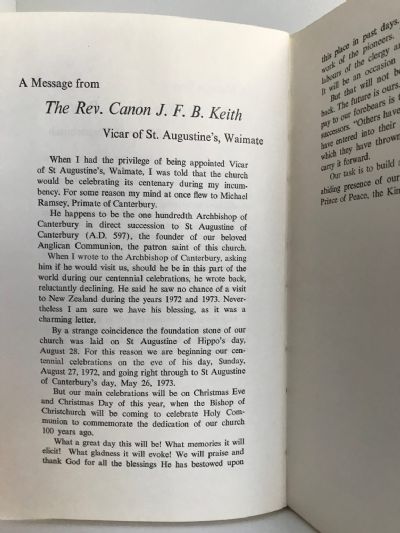 A Message from
The Rev. Canon J. F. B. Keith
Vicar of St. Augustine's, Waimate
When I had the privilege of being appointed Vicar
of St Augustine's, Waimate, I was told that the church
would be celebrating its centenary during my incum-
bency. For some reason my mind at once flew to Michael
Ramsey, Primate of Canterbury.
He happens to be the one hundredth Archbishop of
Canterbury in direct succession to St Augustine of
Canterbury (A.D. 597), the founder of our beloved
Anglican Communion, the patron saint of this church.
When I wrote to the Archbishop of Canterbury, asking
him if he would visit us, should he be in this part of the
world during our centennial celebrations, he wrote back,
reluctantly declining. He said he saw no chance of a visit
to New Zealand during the years 1972 and 1973. Never-
theless I am sure we have his blessing, as it was a
charming letter.
By a strange coincidence the foundation stone of our
church was laid on St Augustine of Hippo's day,
August 28. For this reason we are beginning our cen-
tennial celebrations on the eve of his day, Sunday,
August 27, 1972, and going right through to St Augustine
of Canterbury's day, May 26, 1973.
But our main celebrations will be on Christmas Eve
and Christmas Day of this year, when the Bishop of
Christchurch will be coming to celebrate Holy Com-
munion to commemorate the dedication of our church
100 years ago.
What a great day this will be! What memories it will
elicit! What gladness it will evoke! We will praise and
thank God for all the blessings He has bestowed upon
this place in past days.
work of the pioneers.
labours of the clergy an
It will be an occasion
But that will not be
back. The future is ours.
pay to our forebears is t
successors. "Others have
have entered into their
which they have thrown
carry it forward.
Our task is to build a
abiding presence of our
Prince of Peace, the Kin